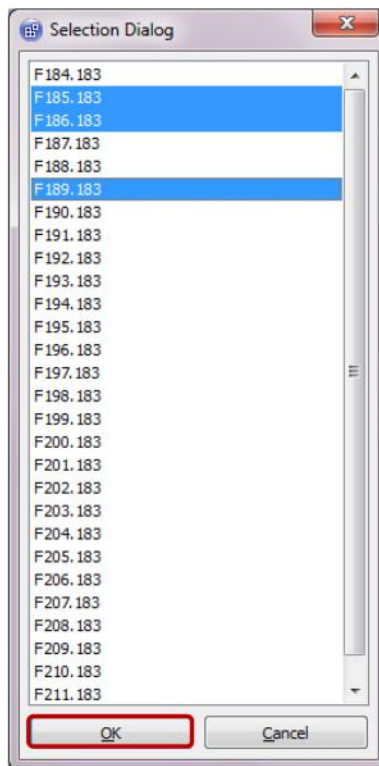 Selection Dialog
F184.183
F185.183
F186.183
F187.183
F188.183
F189.183
F190.183
F191.183
F192.183
F193.183
F194.183
F195.183
F196.183
F197.183
F198.183
F199.183
F200.183
F201.183
F202.183
F203.183
F204.183
F205.183
F206.183
F207.183
F208.183
F209.183
F210.183
F211.183
OK Cancel